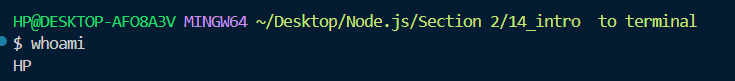 HP@DESKTOP-AFO8A3V MINGW64 ~/Desktop/Node.js/Section 2/14_intro  to terminal
$ whoami
HP